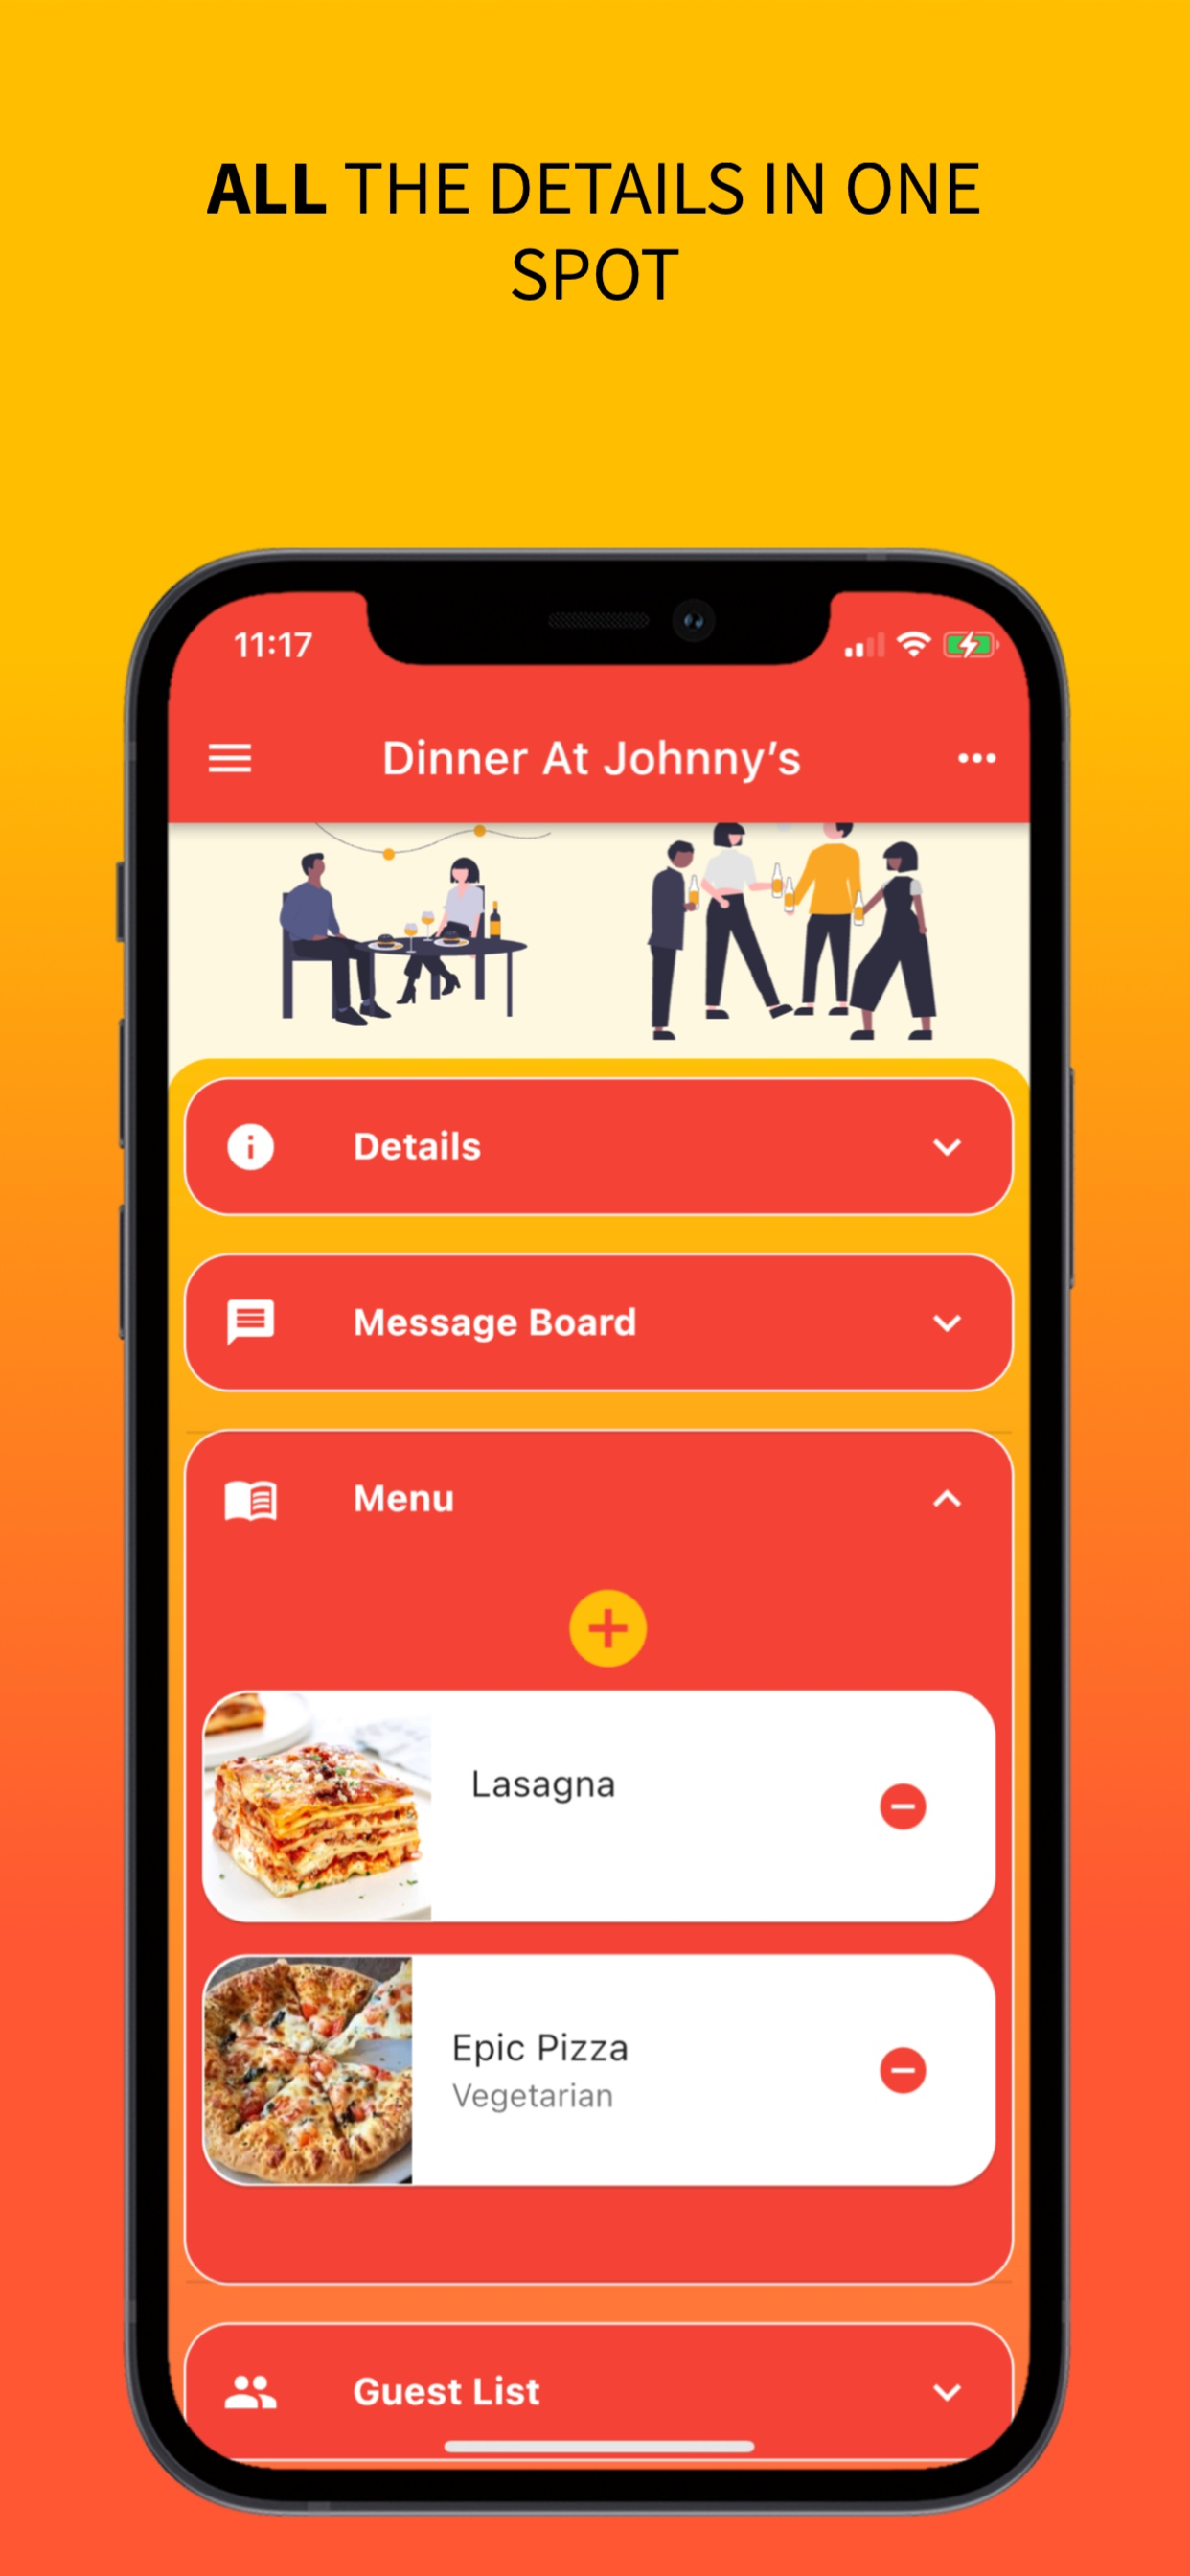 ALL THE DETAILS IN ONE
SPOT
11:17
Dinner At Johnny’s
Details
Message Board
Menu
Lasagna
Epic Pizza
Vegetarian
Guest List